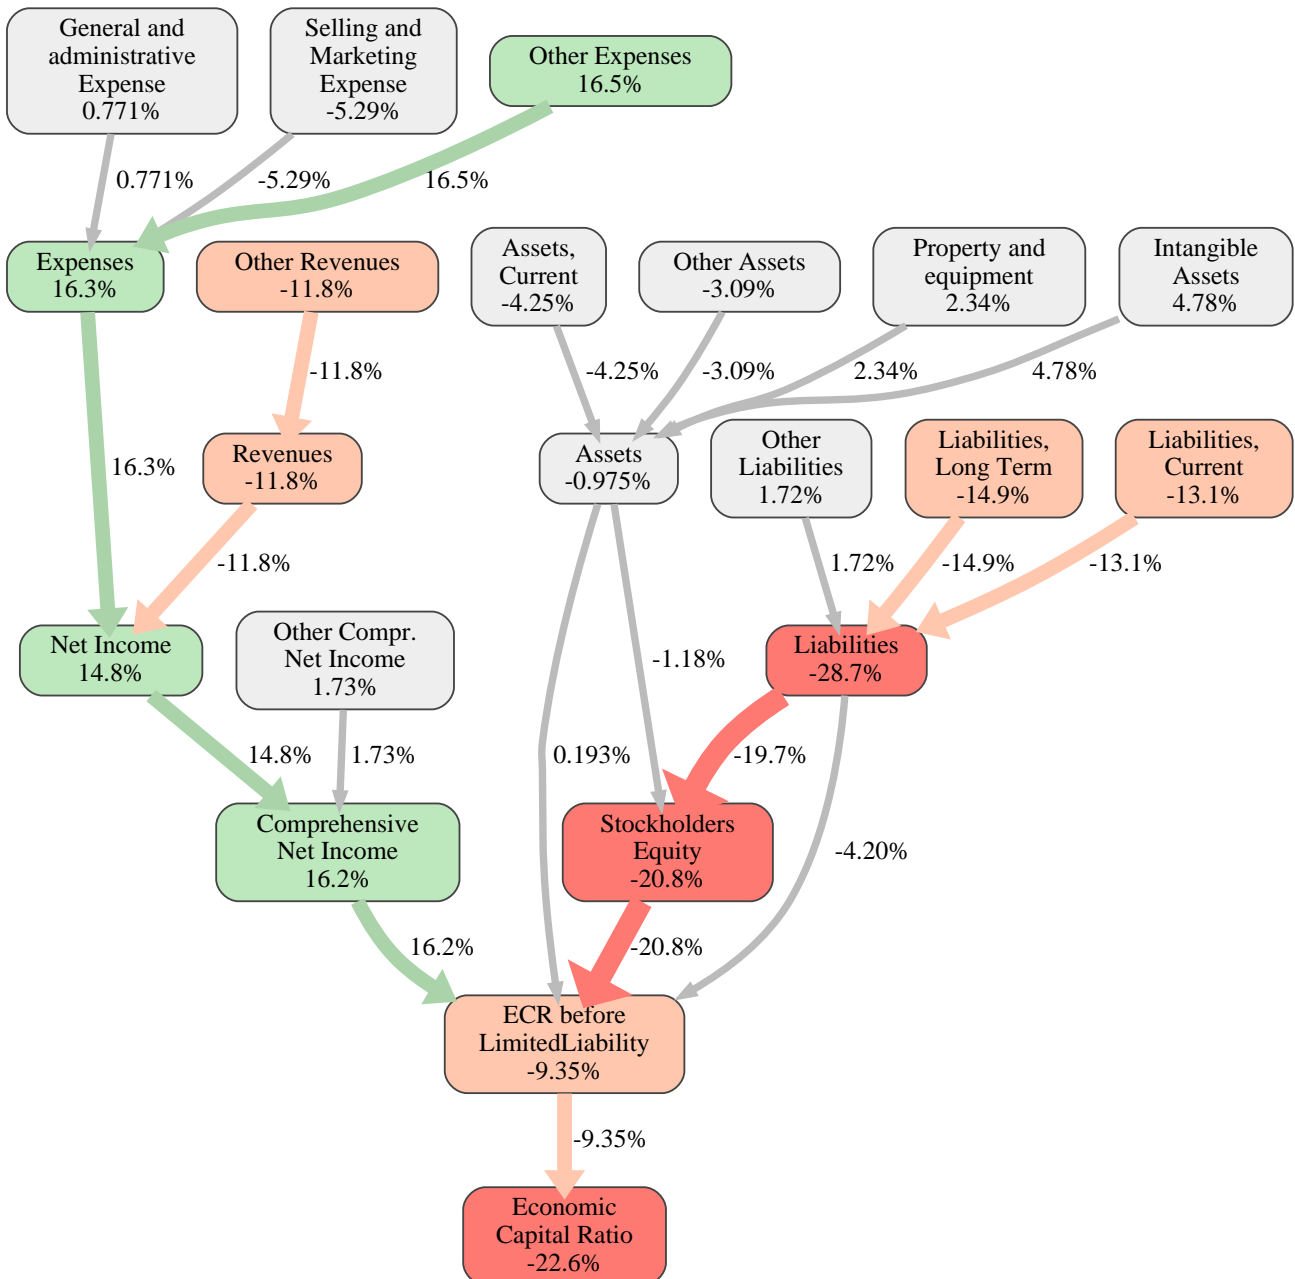 General and
administrative
Expense
0.771%
Selling and
Marketing
Expense
-5.29%
Other Expenses
16.5%
0.771%
-5.29%
16.5%
Expenses
16.3%
Other Revenues
-11.8%
Assets,
Current
-4.25%
Other Assets
-3.09%
Property and
equipment
2.34%
Intangible
Assets
4.78%
-11.8%
-4.25%
-3.09%
2.34%
4.78%
16.3%
Revenues
-11.8%
Assets
-0.975%
Other
Liabilities
1.72%
Liabilities,
Long Term
-14.9%
Liabilities,
Current
-13.1%
-11.8%
1.72%
-14.9%
-13.1%
Net Income
14.8%
Other Compr.
Net Income
1.73%
-1.18%
Liabilities
-28.7%
14.8%
1.73%
0.193%
-19.7%
Comprehensive
Net Income
16.2%
Stockholders
Equity
-20.8%
-4.20%
16.2%
-20.8%
ECR before
LimitedLiability
-9.35%
-9.35%
Economic
Capital Ratio
-22.6%